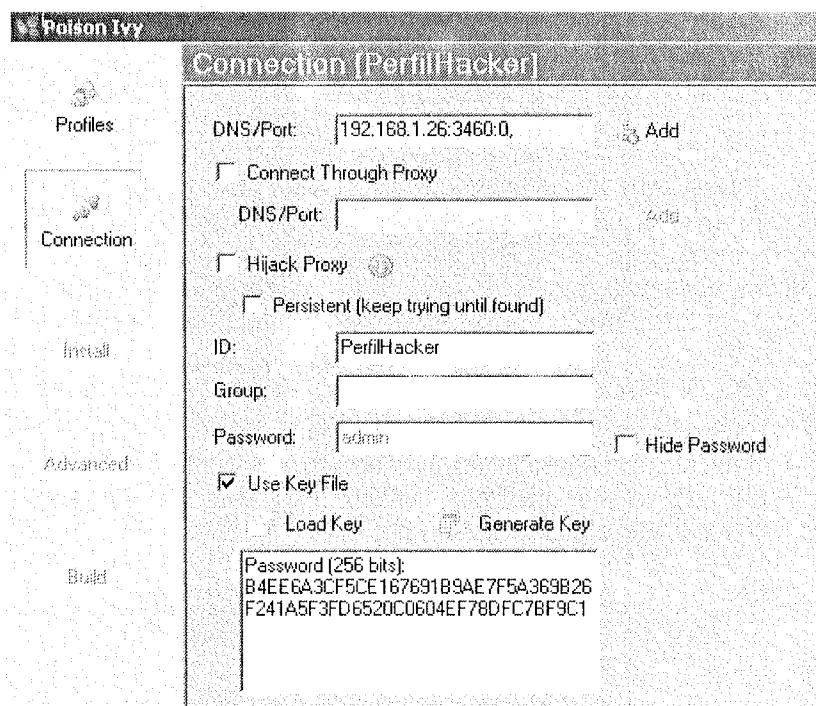 Poison Ivy
Connection [PerfilHacker]
Profiles
Connection
Install
Advanced
Build
DNS/Port: 192.168.1.26:3460:0, Add
Connect Through Proxy
DNS/Port: Add
Hijack Proxy
Persistent (keep trying until found)
ID: PerfilHacker
Group:
Password: admin Hide Password
Use Key File
Load Key Generate Key
Password (256 bits):
B4EE6A3CF5CE167691B9AE7F5A369B26
F241A5F3FD6520C0604EF78DFC7BF9C1